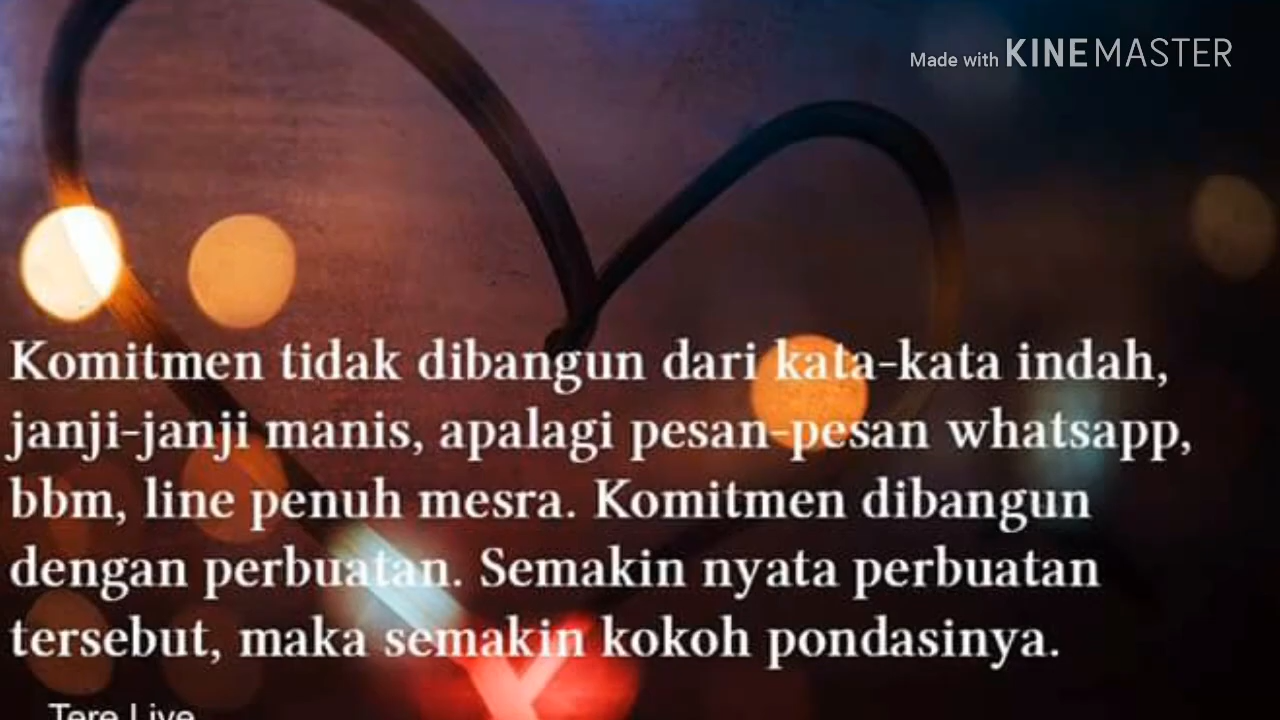 Made with KINEMASTER
Komitmen tidak dibangun dari kata-kata indah,
janji-janji manis, apalagi pesan-pesan whatsapp,
bbm, line penuh mesra. Komitmen dibangun
dengan perbuatan. Semakin nyata perbuatan
tersebut, maka semakin kokoh pondasinya.
Tere Live